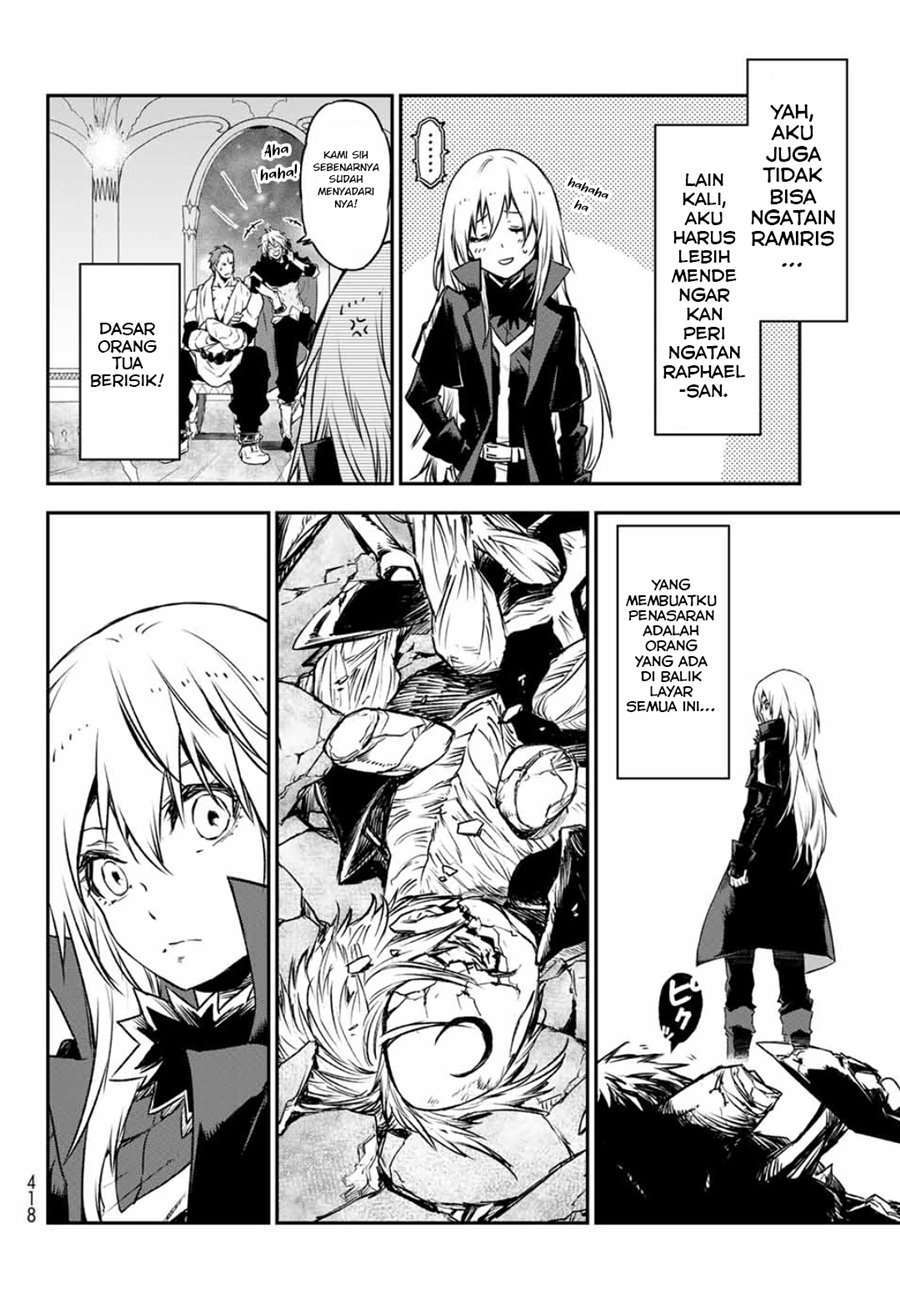 YAH,
AKU
JUGA
TIDAK
BISA
NGATAIN
RAMIRIS
...
LAIN
KALI,
AKU
HARUS
LEBIH
MENDE
NGAR
KAN
PERI
NGATAN
RAPHAEL
-SAN.
hahaha
ha
......
KAMI SIH
SEBENARNYA
SUDAH
MENYADARI
NYA!
Aha
haha!
DASAR
ORANG
TUA
BERISIK!
YANG
MEMBUATKU
PENASARAN
ADALAH
ORANG
YANG ADA
DI BALIK
LAYAR
SEMUA INI...
ピクッ
418